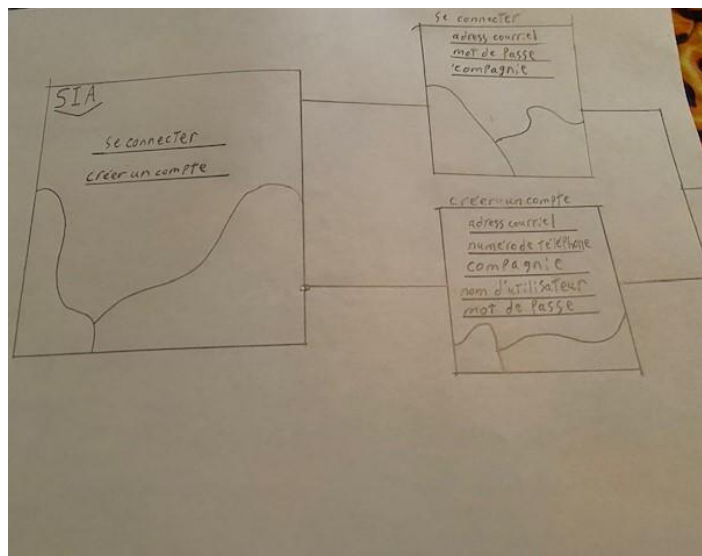 SIA
se connecter
créer un compte
se connecter
adress courriel
mot de passe
compagnie
créer un compte
adress courriel
numéro de téléphone
compagnie
nom d'utilisateur
mot de passe